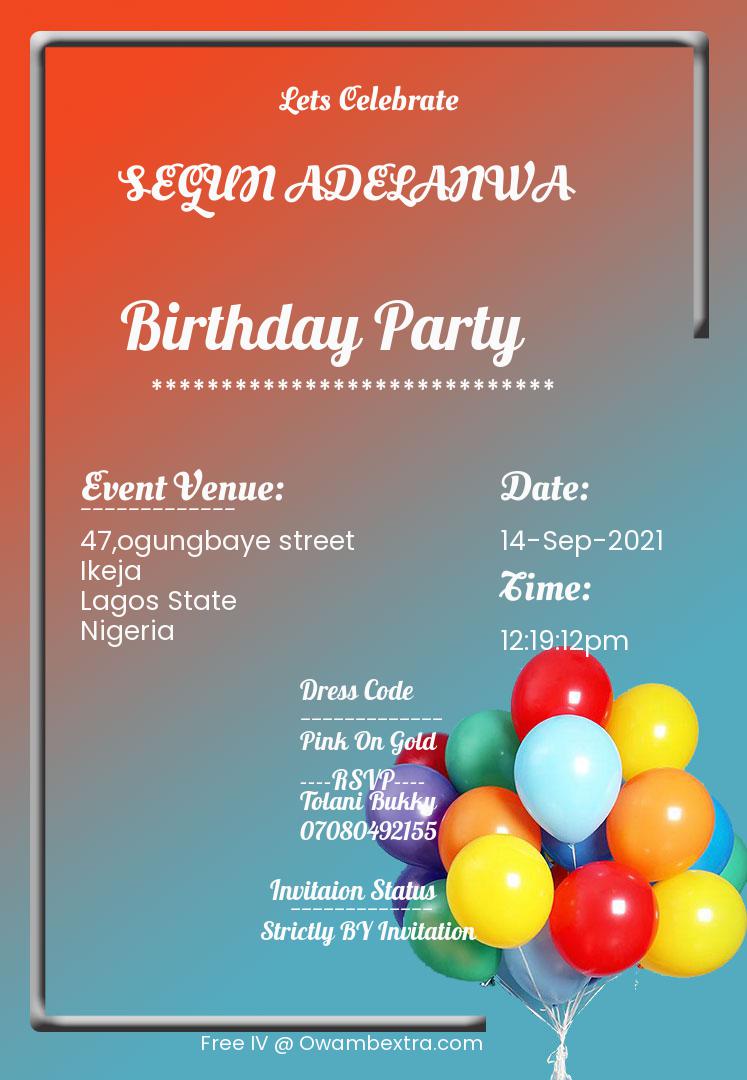 Lets Celebrate
SEGUN ADELANWA
Birthday Party
*****************************
Event Venue:
-------------
47,ogungbaye street
Ikeja
Lagos State
Nigeria
Date:
14-Sep-2021
Time:
12:19:12pm
Dress Code
-------------
Pink On Gold
----RSVP----
Tolani Bukky
07080492155
Invitaion Status
-------------
Strictly BY Invitation
Free IV @ Owambextra.com